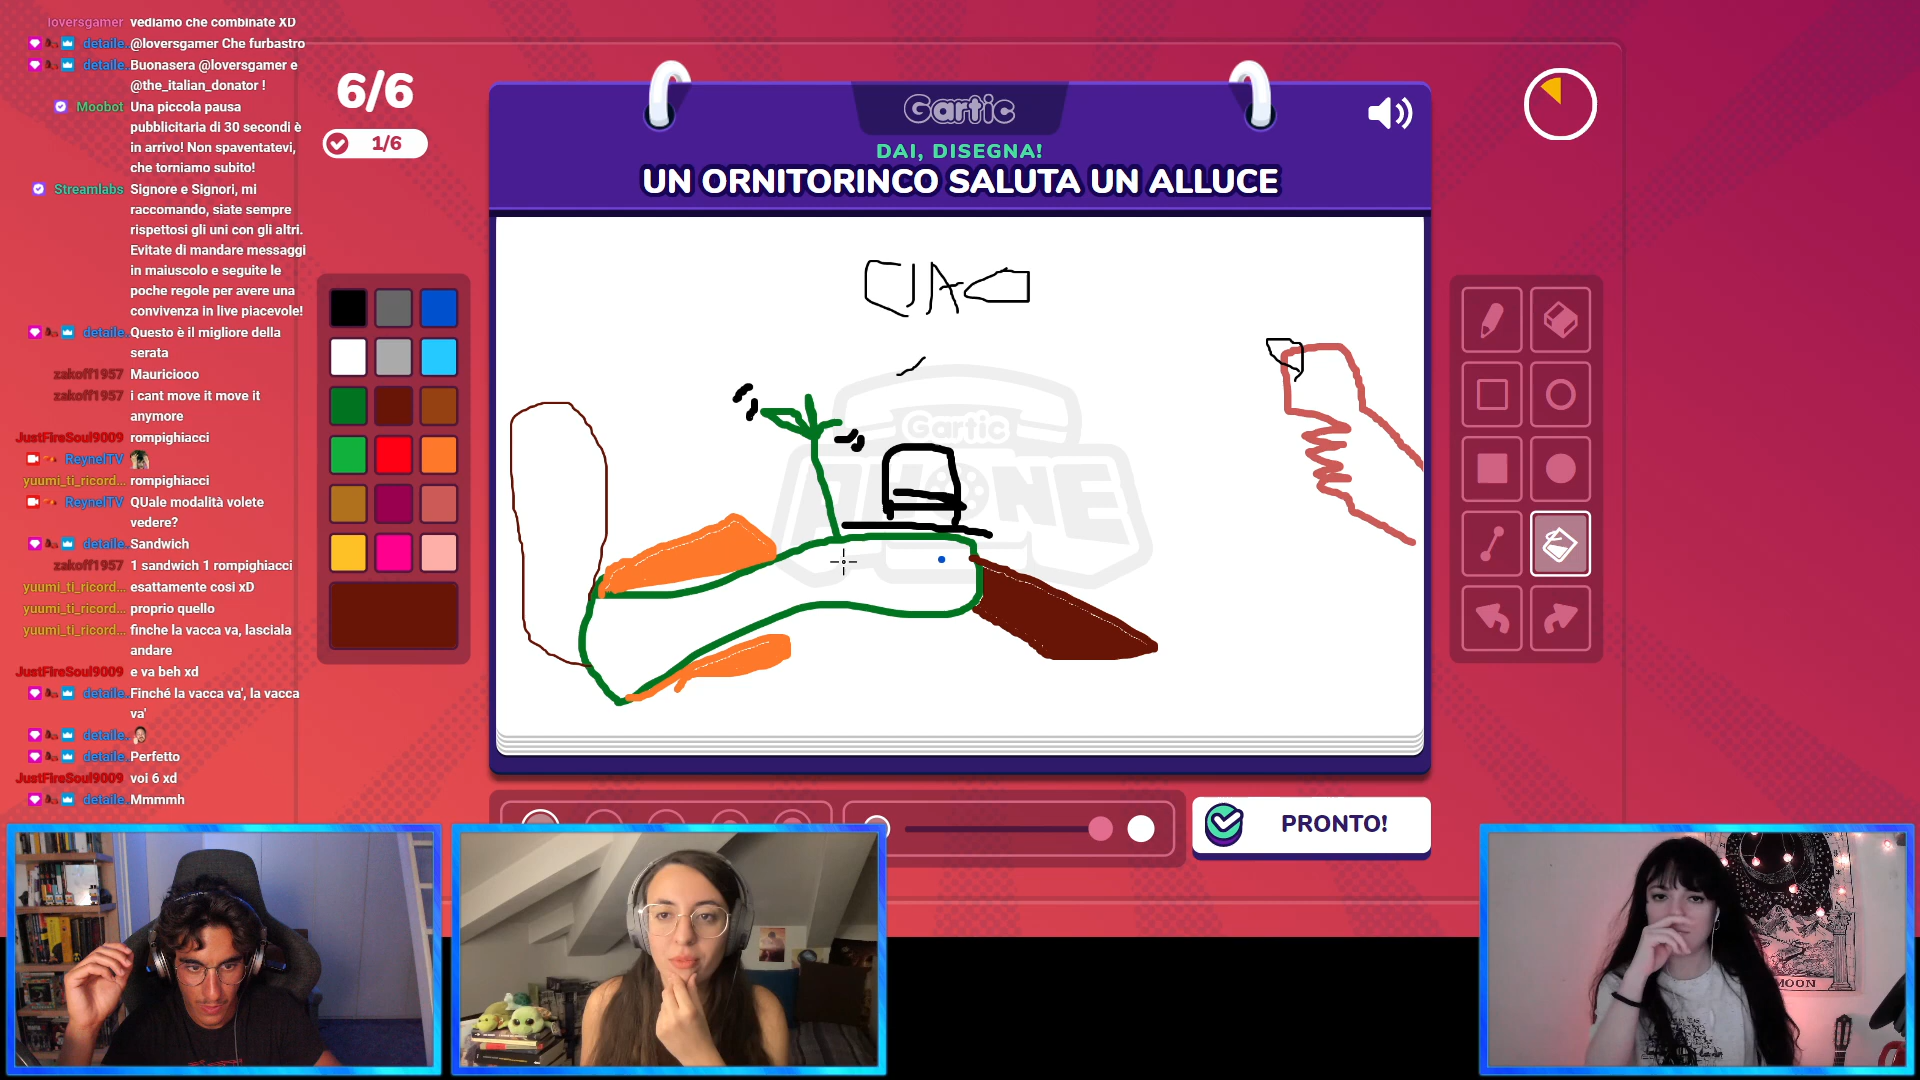 loversgamer vediamo che combinate XD
detaile.. @loversgamer Che furbastro
detaile.. Buonasera @loversgamer e
@the_italian_donator !
Moobot Una piccola pausa
pubblicitaria di 30 secondi è
in arrivo! Non spaventatevi,
che torniamo subito!
Streamlabs Signore e Signori, mi
raccomando, siate sempre
rispettosi gli uni con gli altri.
Evitate di mandare messaggi
in maiuscolo e seguite le
poche regole per avere una
convivenza in live piacevole!
detaile.. Questo è il migliore della
serata
zakoff1957 Mauriciooo
zakoff1957 i cant move it move it
anymore
JustFireSoul9009 rompighiacci
ReynelTV
yuumi_ti_ricord... rompighiacci
ReynelTV QUale modalità volete
vedere?
detaile.. Sandwich
zakoff1957 1 sandwich 1 rompighiacci
yuumi_ti_ricord... esattamente cosi xD
yuumi_ti_ricord... proprio quello
yuumi_ti_ricord... finche la vacca va, lasciala
andare
JustFireSoul9009 e va beh xd
detaile.. Finché la vacca va', la vacca
va'
detaile..
detaile.. Perfetto
JustFireSoul9009 voi 6 xd
detaile.. Mmmmh
6/6
1/6
Gartic
DAI, DISEGNA!
UN ORNITORINCO SALUTA UN ALLUCE
CIAO
Gartic
PHONE
PRONTO!
MOON